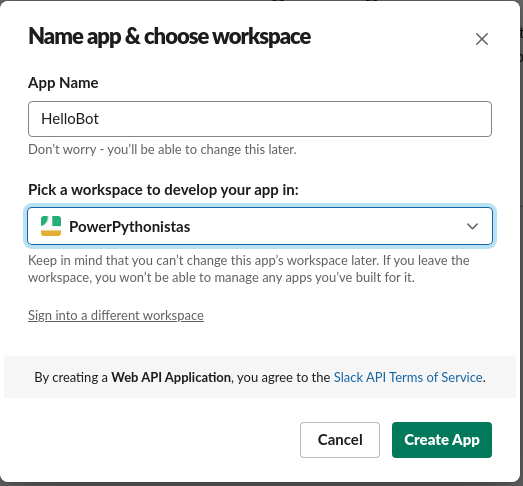 Name app & choose workspace
App Name
HelloBot
Don't worry - you'll be able to change this later.
Pick a workspace to develop your app in:
PowerPythonistas
Keep in mind that you can't change this app's workspace later. If you leave the
workspace, you won't be able to manage any apps you've built for it.
Sign into a different workspace
By creating a Web API Application, you agree to the Slack API Terms of Service.
Cancel
Create App